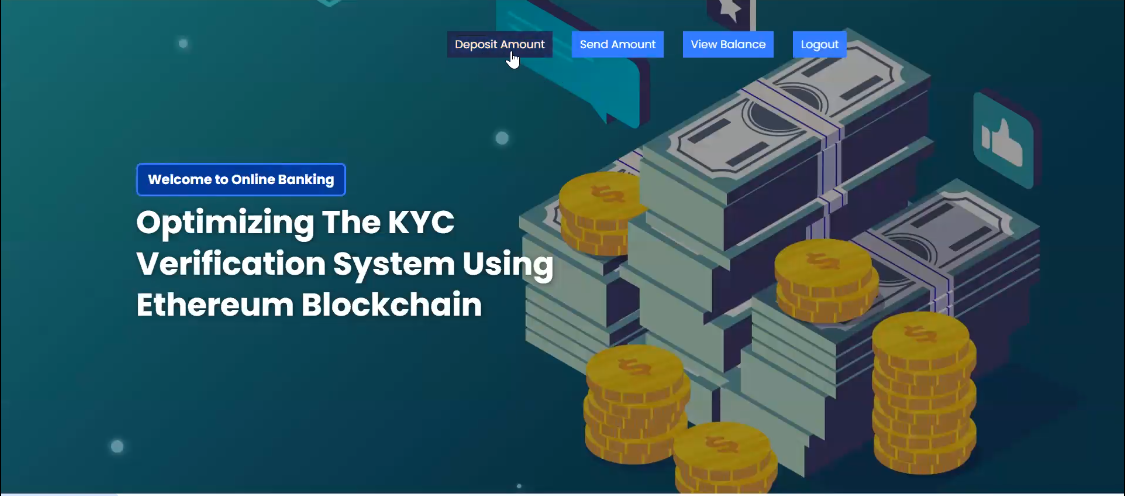 Deposit Amount
Send Amount
View Balance
Logout
Welcome to Online Banking
Optimizing The KYC
Verification System Using
Ethereum Blockchain